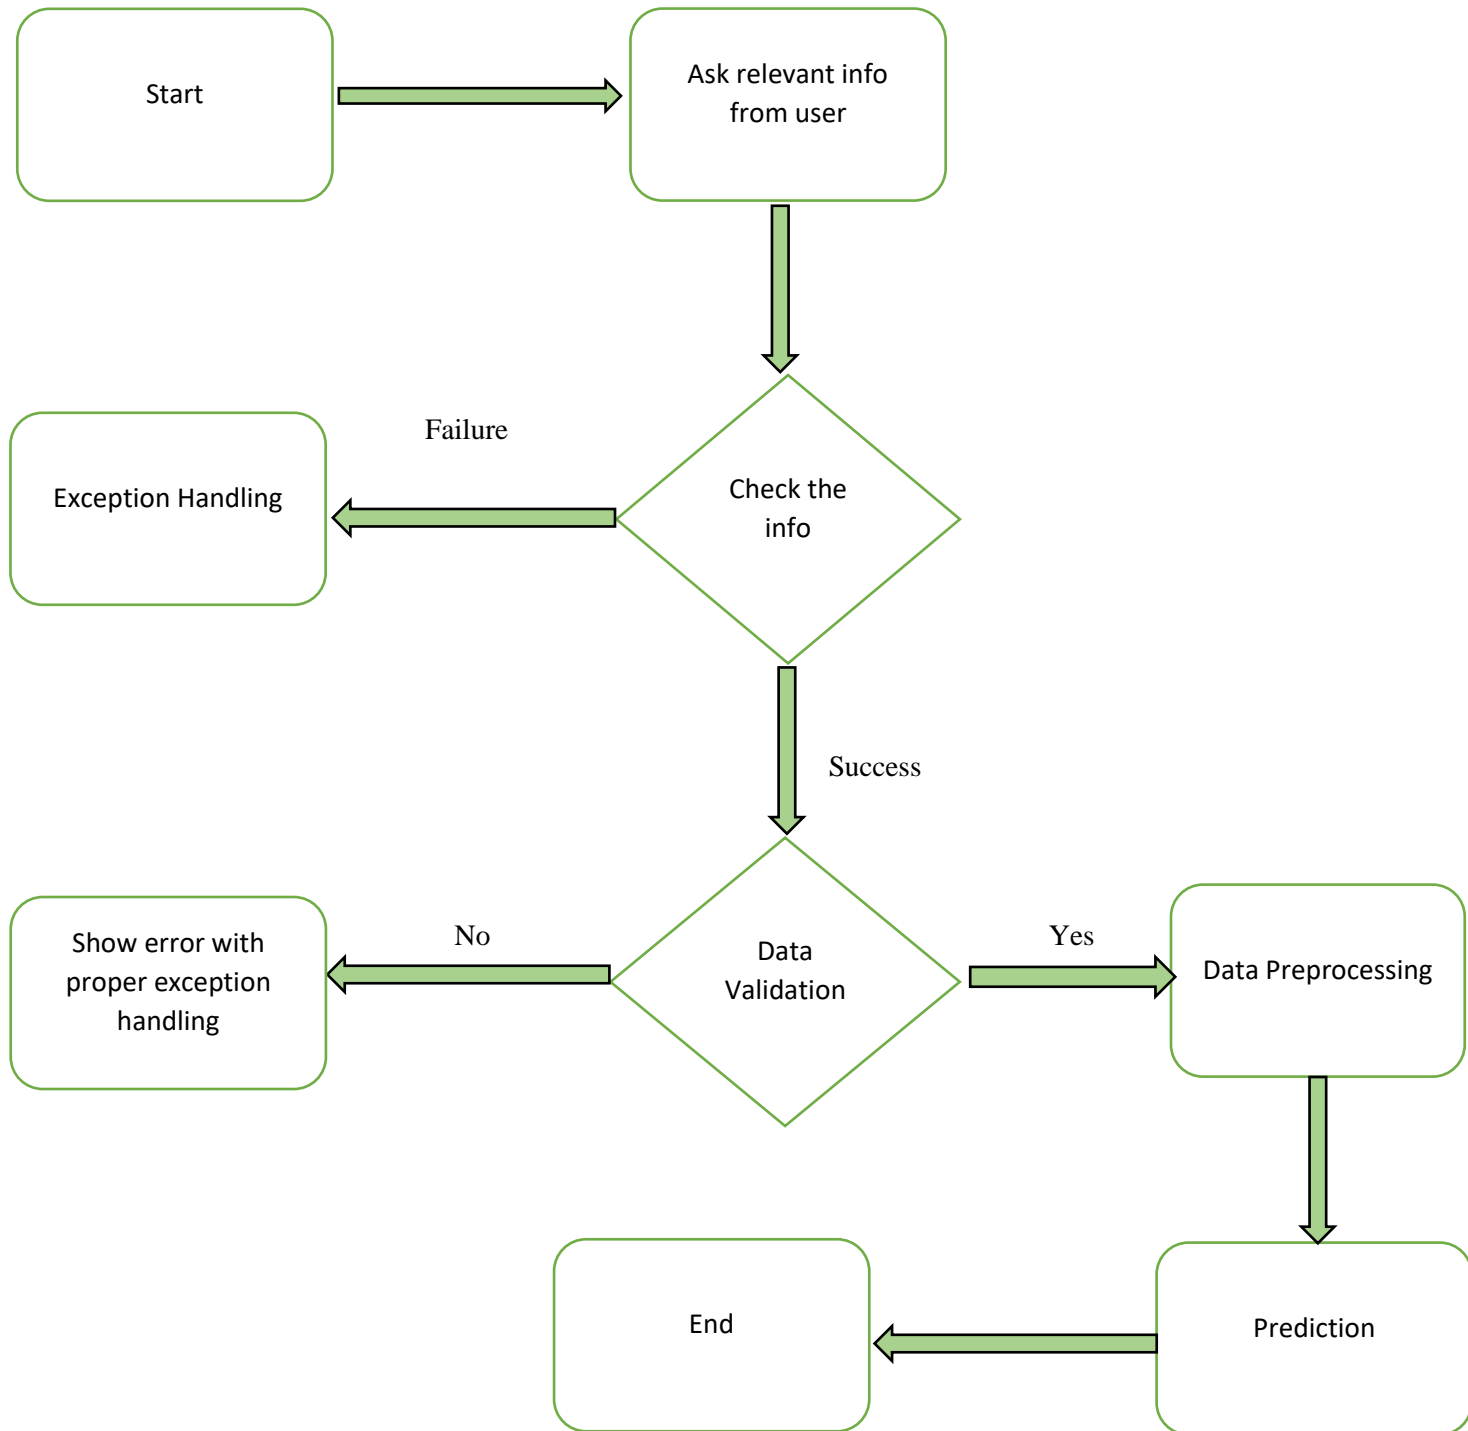 Start
Ask relevant info
from user
Failure
Exception Handling
Check the
info
Success
No
Yes
Show error with
proper exception
handling
Data
Validation
Data Preprocessing
End
Prediction